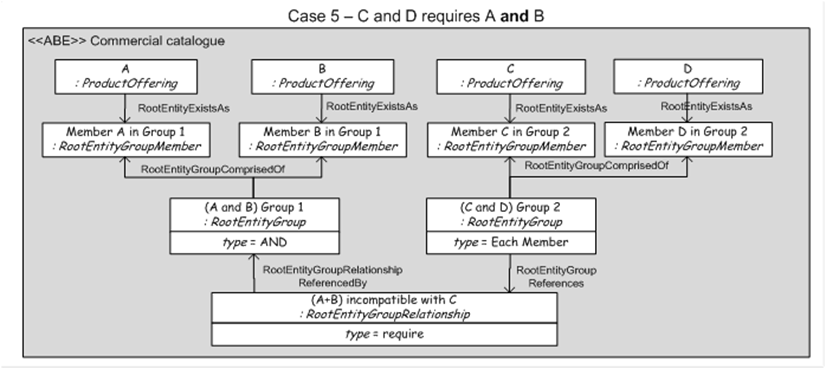 Case 5 – C and D requires A and B
<<ABE>> Commercial catalogue
A
: ProductOffering
B
: ProductOffering
C
: ProductOffering
D
: ProductOffering
RootEntityExistsAs
RootEntityExistsAs
RootEntityExistsAs
RootEntityExistsAs
Member A in Group 1
: RootEntityGroupMember
Member B in Group 1
: RootEntityGroupMember
Member C in Group 2
: RootEntityGroupMember
Member D in Group 2
: RootEntityGroupMember
RootEntityGroupComprisedOf
RootEntityGroupComprisedOf
(A and B) Group 1
: RootEntityGroup
type = AND
(C and D) Group 2
: RootEntityGroup
type = Each Member
RootEntityGroupRelationship
ReferencedBy
RootEntityGroup
References
(A+B) incompatible with C
: RootEntityGroupRelationship
type = require